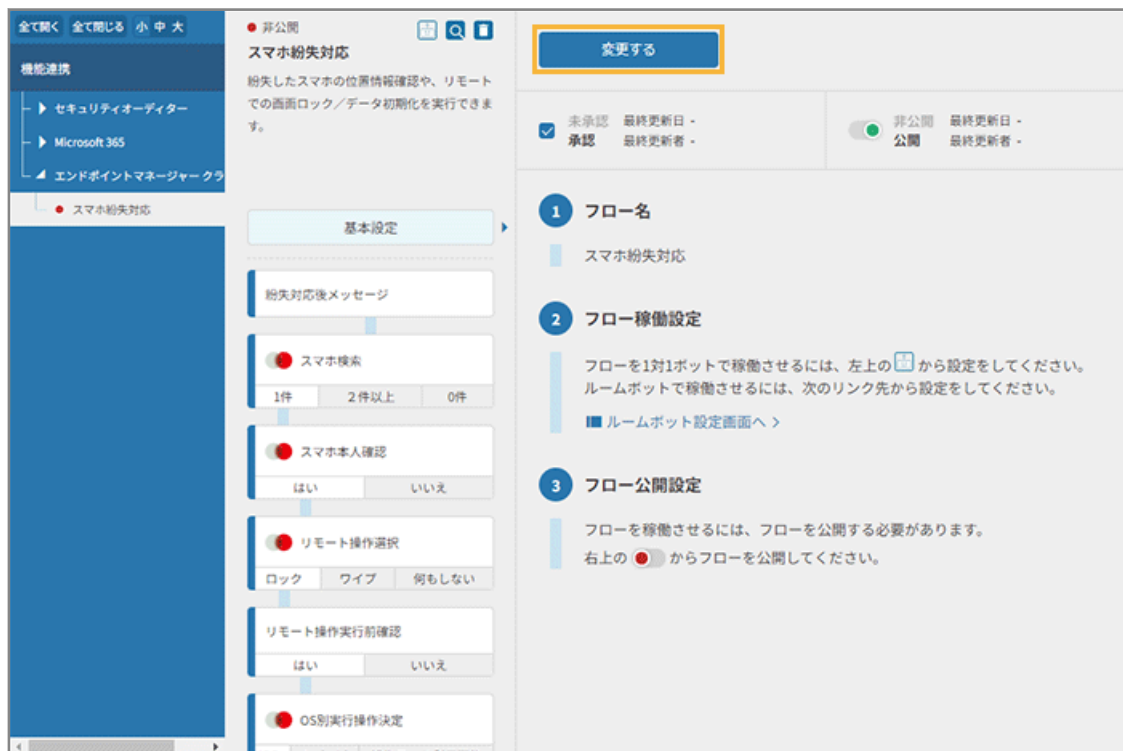 全て開く 全て閉じる 小 中 大
機能連携
セキュリティオーディター
Microsoft 365
エンドポイントマネージャー クラ
スマホ紛失対応
非公開
スマホ紛失対応
紛失したスマホの位置情報確認や、リモート
での画面ロック／データ初期化を実行できま
す。
基本設定
紛失対応後メッセージ
スマホ検索
1件 2件以上 0件
スマホ本人確認
はい いいえ
リモート操作選択
ロック ワイプ 何もしない
リモート操作実行前確認
はい いいえ
OS別実行操作決定
変更する
未承認 最終更新日 -
承認 最終更新者 -
非公開 最終更新日 -
公開 最終更新者 -
1 フロー名
スマホ紛失対応
2 フロー稼働設定
フローを1対1ボットで稼働させるには、左上の から設定をしてください。
ルームボットで稼働させるには、次のリンク先から設定をしてください。
ルームボット設定画面へ >
3 フロー公開設定
フローを稼働させるには、フローを公開する必要があります。
右上の からフローを公開してください。